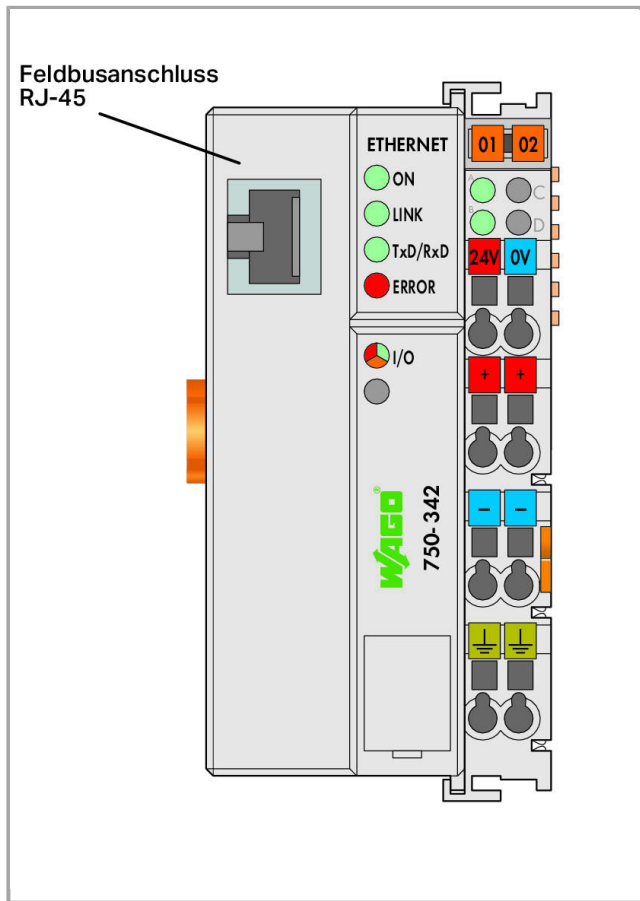 Feldbusanschluss
RJ-45
ETHERNET
ON
LINK
TxD/RxD
ERROR
I/O
WAGO®
750-342
01 02
A C
B D
24V 0V
+ +
− −